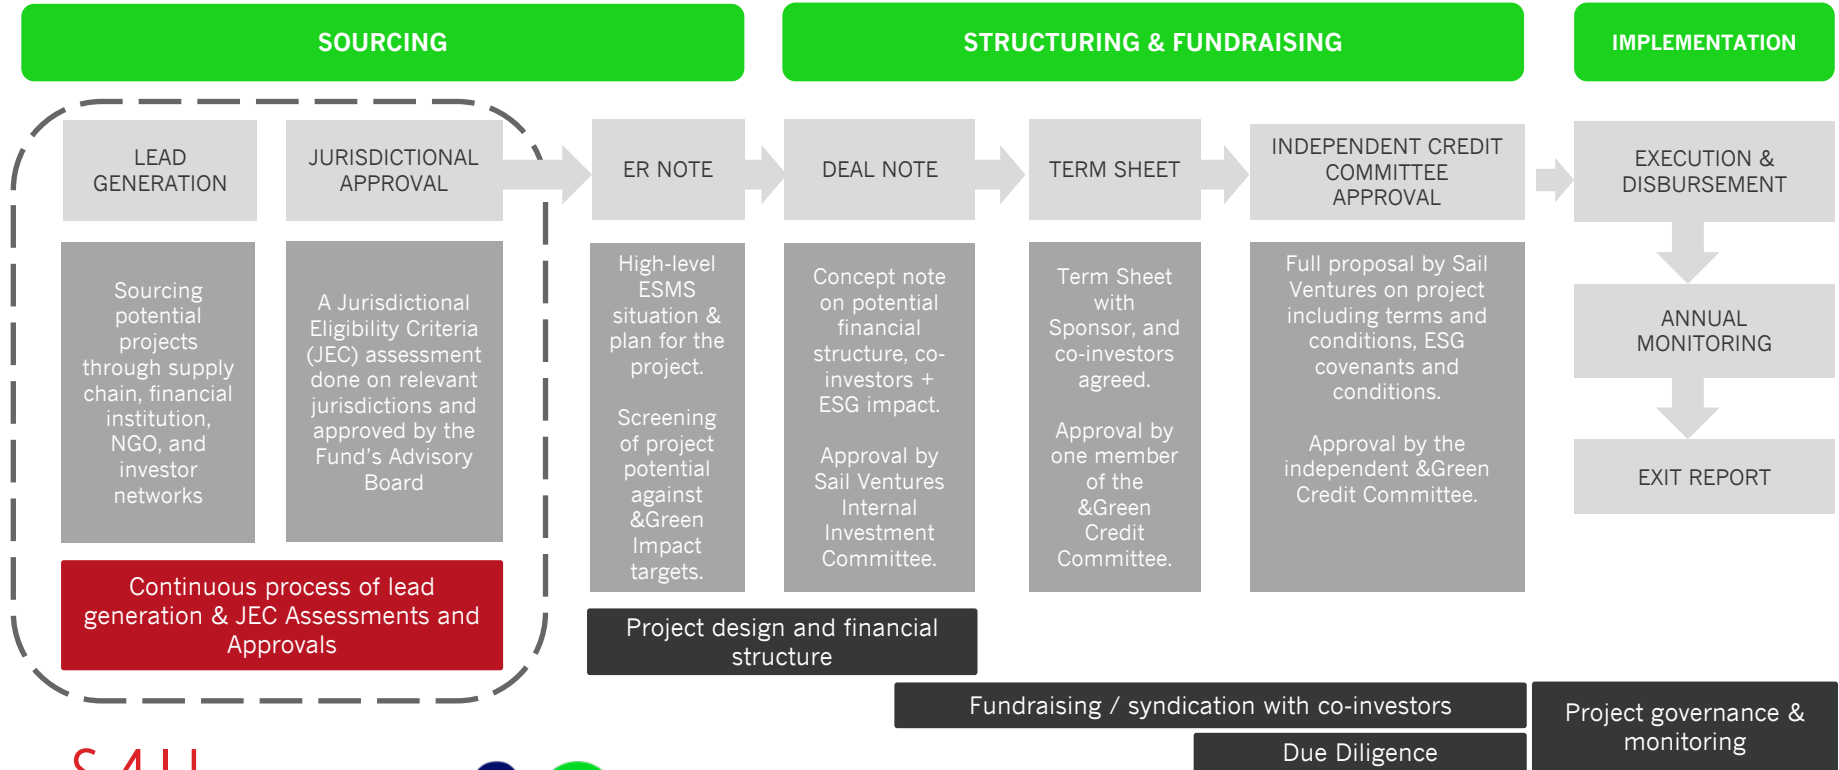 SOURCING
STRUCTURING & FUNDRAISING
IMPLEMENTATION
LEAD
GENERATION
JURISDICTIONAL
APPROVAL
ER NOTE
DEAL NOTE
TERM SHEET
INDEPENDENT CREDIT
COMMITTEE
APPROVAL
EXECUTION &
DISBURSEMENT
Sourcing
potential
projects
through supply
chain, financial
institution,
NGO, and
investor
networks
A Jurisdictional
Eligibility Criteria
(JEC) assessment
done on relevant
jurisdictions and
approved by the
Fund's Advisory
Board
High-level
ESMS
situation &
plan for the
project.
Screening
of project
potential
against
&Green
Impact
targets.
Concept note
on potential
financial
structure, co-
investors +
ESG impact.
Approval by
Sail Ventures
Internal
Investment
Committee.
Term Sheet
with
Sponsor, and
co-investors
agreed.
Approval by
one member
of the
&Green
Credit
Committee.
Full proposal by Sail
Ventures on project
including terms and
conditions, ESG
covenants and
conditions.
Approval by the
independent &Green
Credit Committee.
ANNUAL
MONITORING
EXIT REPORT
Continuous process of lead
generation & JEC Assessments and
Approvals
Project design and financial
structure
Fundraising / syndication with co-investors
Due Diligence
Project governance &
monitoring